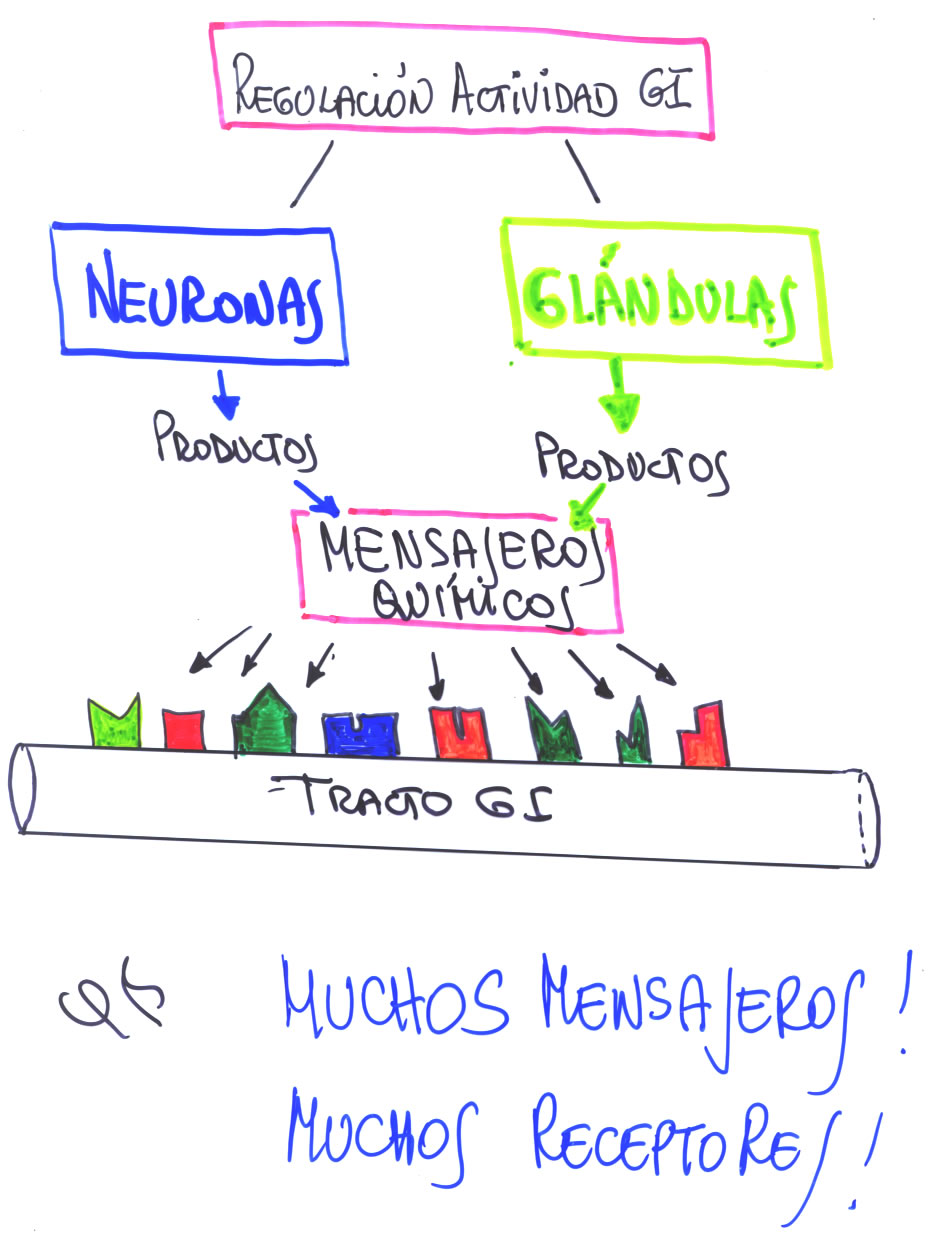 REGULACIÓN ACTIVIDAD GI
NEURONAS
GLÁNDULAS
PRODUCTOS
PRODUCTOS
MENSAJEROS
QUÍMICOS
TRACTO GI
MUCHOS MENSAJEROS!
MUCHOS RECEPTORES!